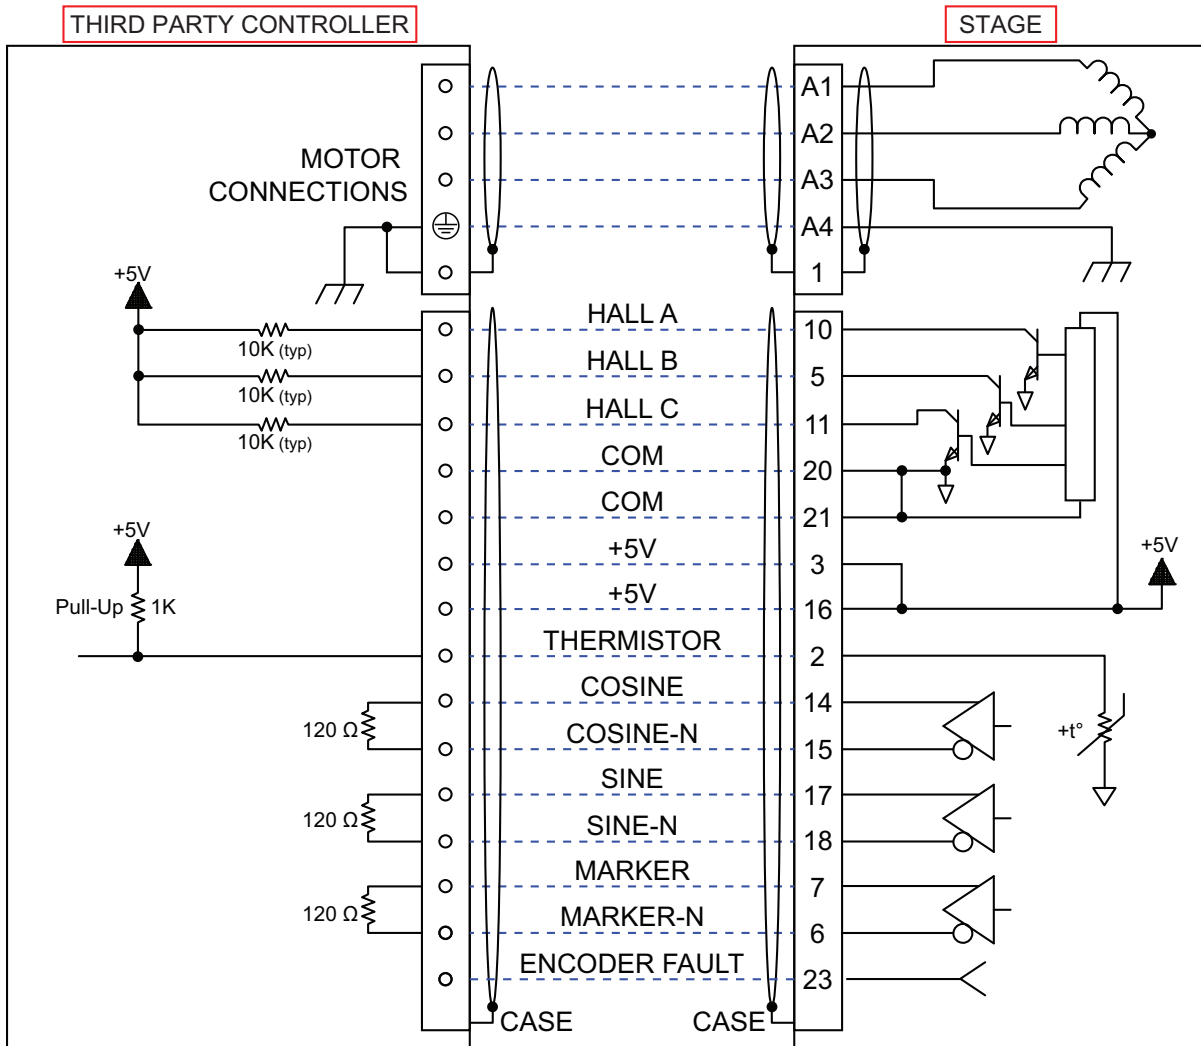 THIRD PARTY CONTROLLER
STAGE
MOTOR
CONNECTIONS
A1
A2
A3
A4
1
+5V
10K (typ)
10K (typ)
10K (typ)
HALL A
10
HALL B
5
HALL C
11
COM
20
COM
21
+5V
3
+5V
16
+5V
+5V
Pull-Up
1K
THERMISTOR
2
COSINE
14
120 Ω
COSINE-N
15
+t°
SINE
17
120 Ω
SINE-N
18
MARKER
7
120 Ω
MARKER-N
6
ENCODER FAULT
23
CASE
CASE